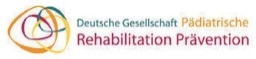 Deutsche Gesellschaft Pädiatrische
Rehabilitation Prävention